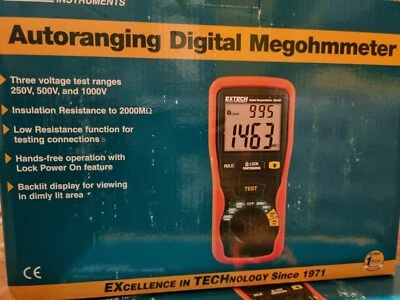 INSTRUMENTS
Autoranging Digital Megohmmeter
Three voltage test ranges
250V, 500V, and 1000V
Insulation Resistance to 2000MΩ
Low Resistance function for
testing connections
Hands-free operation with
Lock Power On feature
Backlit display for viewing
in dimly lit area
EXTECH
995
1463
HOLD
LOCK
TEST
CE
EXCELLENCE IN TECHNOLOGY Since 1971